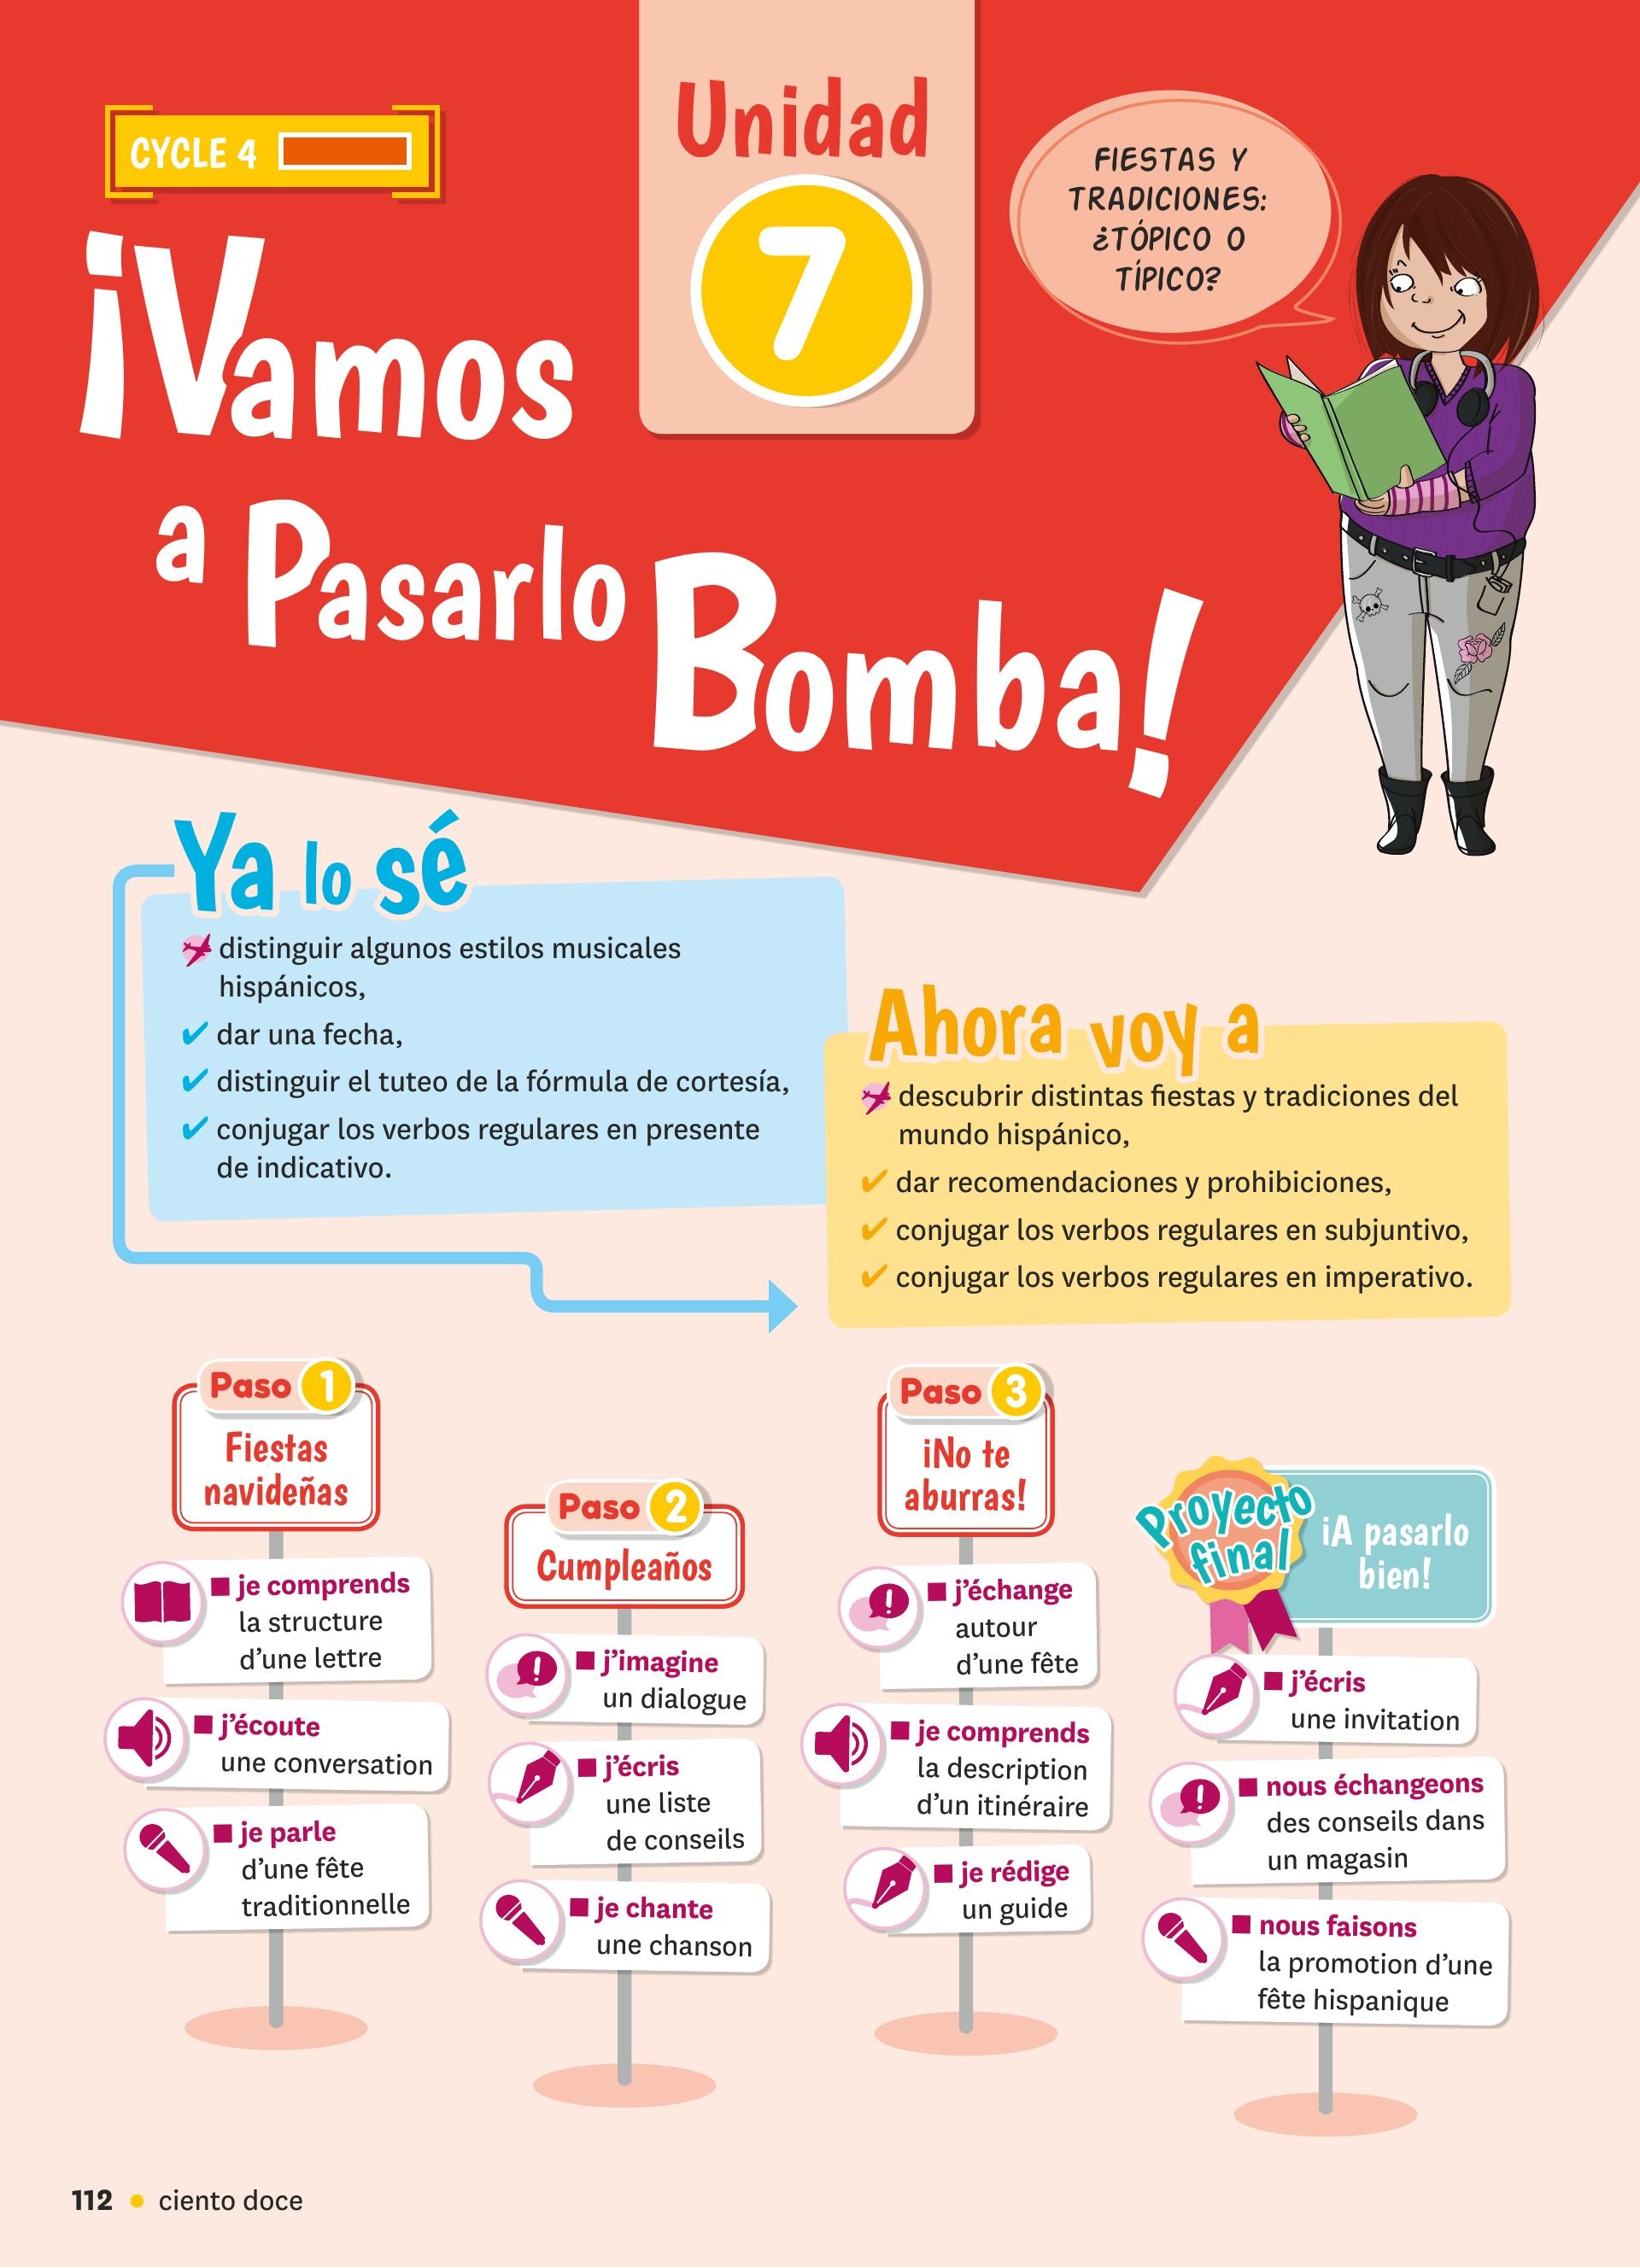 CYCLE 4
Unidad
7
FIESTAS Y
TRADICIONES:
¿TÓPICO O
TÍPICO?
¡Vamos
a Pasarlo
Bomba!
Ya lo sé
distinguir algunos estilos musicales
hispánicos,
✔ dar una fecha,
✔ distinguir el tuteo de la fórmula de cortesía,
✔ conjugar los verbos regulares en presente
de indicativo.
Ahora voy a
descubrir distintas fiestas y tradiciones del
mundo hispánico,
✔ dar recomendaciones y prohibiciones,
✔ conjugar los verbos regulares en subjuntivo,
✔ conjugar los verbos regulares en imperativo.
Paso 1
Fiestas
navideñas
■ je comprends
la structure
d'une lettre
■ j'écoute
une conversation
■ je parle
d'une fête
traditionnelle
Paso 2
Cumpleaños
■ j'imagine
un dialogue
■ j'écris
une liste
de conseils
■ je chante
une chanson
Paso 3
¡No te
aburras!
■ j'échange
autour
d'une fête
■ je comprends
la description
d'un itinéraire
■ je rédige
un guide
Proyecto
final
¡A pasarlo
bien!
■ j'écris
une invitation
■ nous échangeons
des conseils dans
un magasin
■ nous faisons
la promotion d'une
fête hispanique
112 • ciento doce